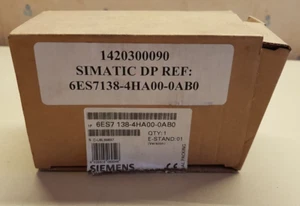 1420300090
SIMATIC DP REF:
6ES7138-4HA00-0AB0
6ES7 138-4HA00-0AB0
QTY: 1
E-STAND:01
SIEMENS